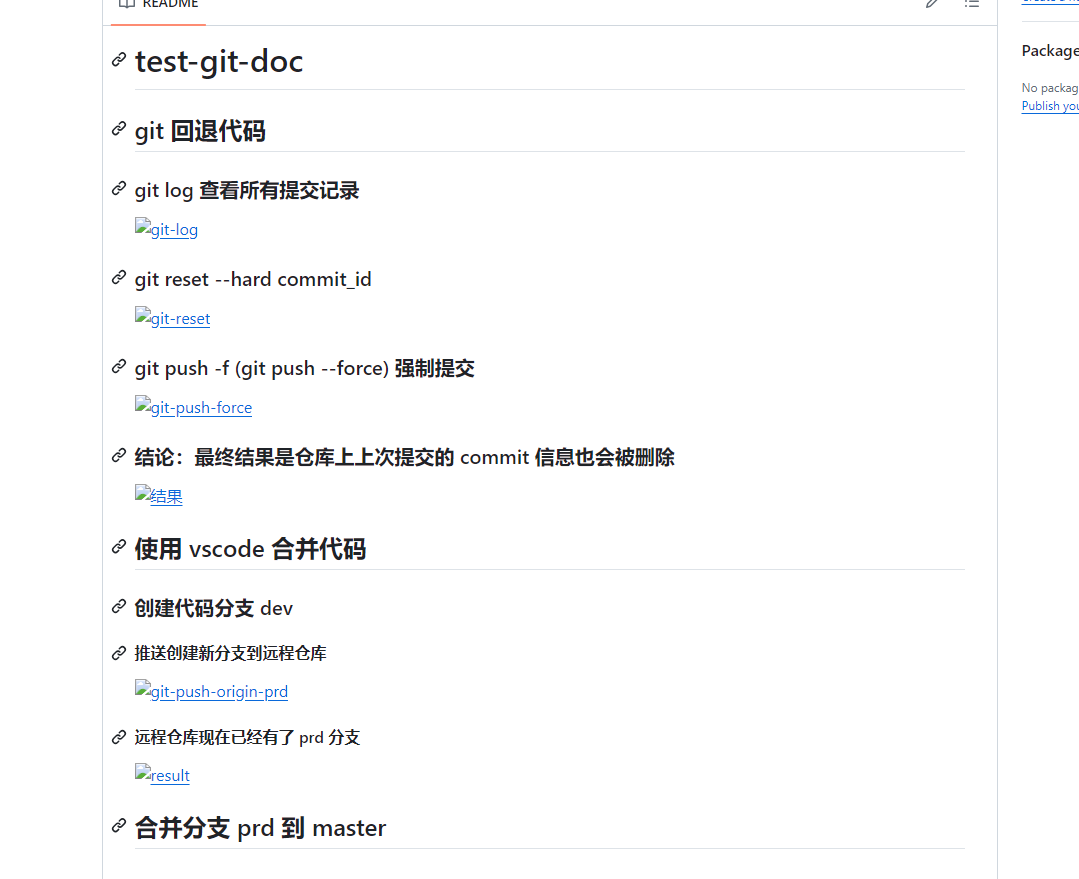 README
test-git-doc
git 回退代码
git log 查看所有提交记录
git-log
git reset --hard commit_id
git-reset
git push -f (git push --force) 强制提交
git-push-force
结论：最终结果是仓库上上次提交的 commit 信息也会被删除
结果
使用 vscode 合并代码
创建代码分支 dev
推送创建新分支到远程仓库
git-push-origin-prd
远程仓库现在已经有了 prd 分支
result
合并分支 prd 到 master
Package
No packag
Publish you